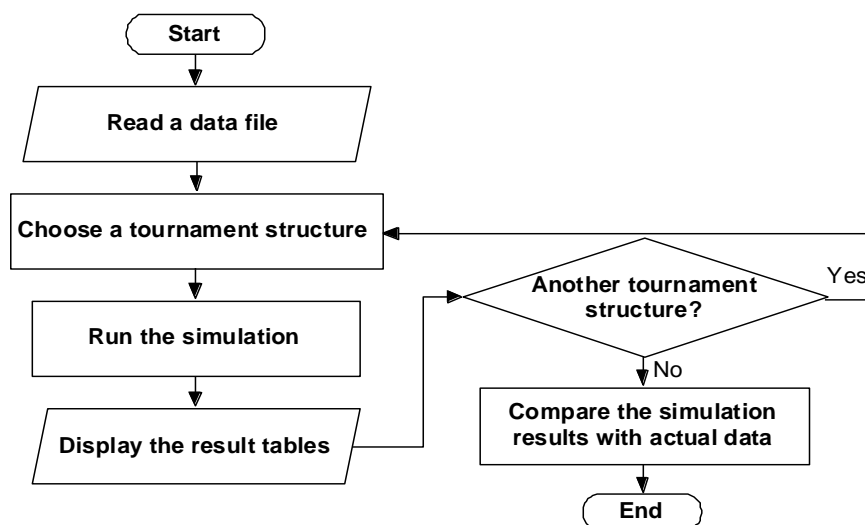 Start
Read a data file
Choose a tournament structure
Run the simulation
Display the result tables
Another tournament
structure?
Yes
No
Compare the simulation
results with actual data
End